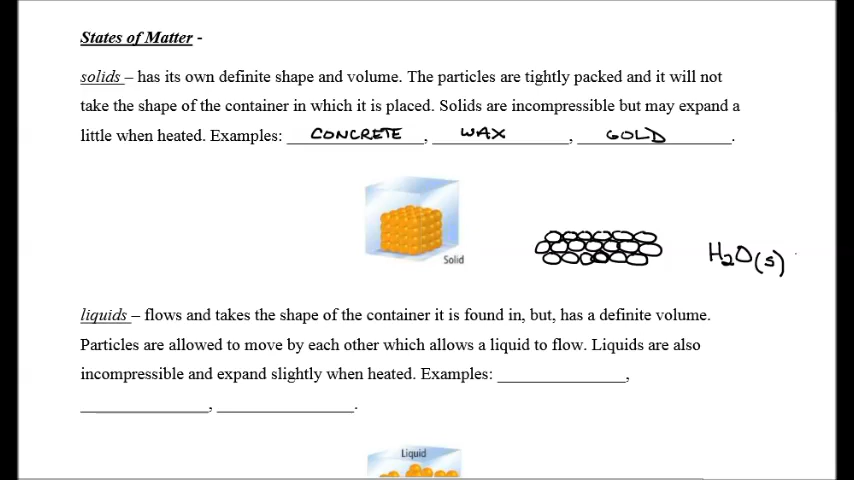 States of Matter -
solids – has its own definite shape and volume. The particles are tightly packed and it will not
take the shape of the container in which it is placed. Solids are incompressible but may expand a
little when heated. Examples: CONCRETE, WAX, GOLD.
Solid
H₂O(s)
liquids – flows and takes the shape of the container it is found in, but, has a definite volume.
Particles are allowed to move by each other which allows a liquid to flow. Liquids are also
incompressible and expand slightly when heated. Examples: _______________,
_______________, ________________.
Liquid